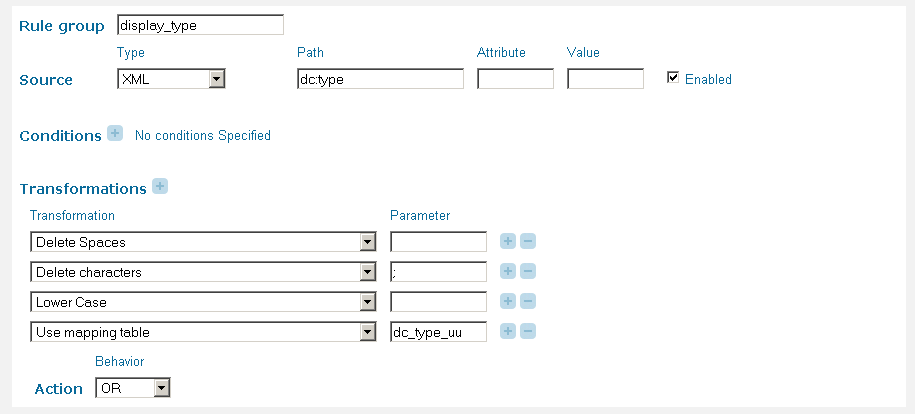 Rule group display_type
Type Path Attribute Value
Source XML dc:type Enabled
Conditions + No conditions Specified
Transformations +
Transformation Parameter
Delete Spaces + −
Delete characters ; + −
Lower Case + −
Use mapping table dc_type_uu + −
Behavior
Action OR